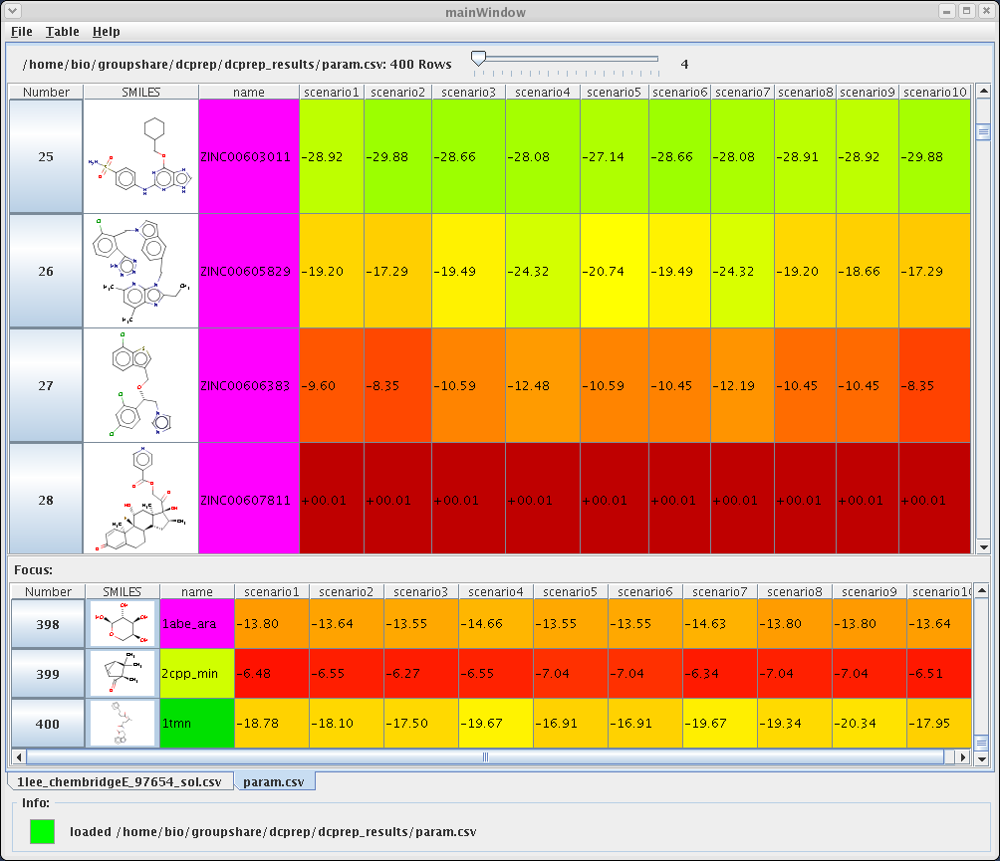 mainWindow
File Table Help
/home/bio/groupshare/dcprep/dcprep_results/param.csv: 400 Rows 4
Number SMILES name scenario1 scenario2 scenario3 scenario4 scenario5 scenario6 scenario7 scenario8 scenario9 scenario10
25 ZINC00603011 -28.92 -29.88 -28.66 -28.08 -27.14 -28.66 -28.08 -28.91 -28.92 -29.88
26 ZINC00605829 -19.20 -17.29 -19.49 -24.32 -20.74 -19.49 -24.32 -19.20 -18.66 -17.29
27 ZINC00606383 -9.60 -8.35 -10.59 -12.48 -10.59 -10.45 -12.19 -10.45 -10.45 -8.35
28 ZINC00607811 +00.01 +00.01 +00.01 +00.01 +00.01 +00.01 +00.01 +00.01 +00.01 +00.01
Focus:
Number SMILES name scenario1 scenario2 scenario3 scenario4 scenario5 scenario6 scenario7 scenario8 scenario9 scenario10
398 1abe_ara -13.80 -13.64 -13.55 -14.66 -13.55 -13.55 -14.63 -13.80 -13.80 -13.64
399 2cpp_min -6.48 -6.55 -6.27 -6.55 -7.04 -7.04 -6.34 -7.04 -7.04 -6.51
400 1tmn -18.78 -18.10 -17.50 -19.67 -16.91 -16.91 -19.67 -19.34 -20.34 -17.95
1lee_chembridgeE_97654_sol.csv param.csv
Info:
loaded /home/bio/groupshare/dcprep/dcprep_results/param.csv